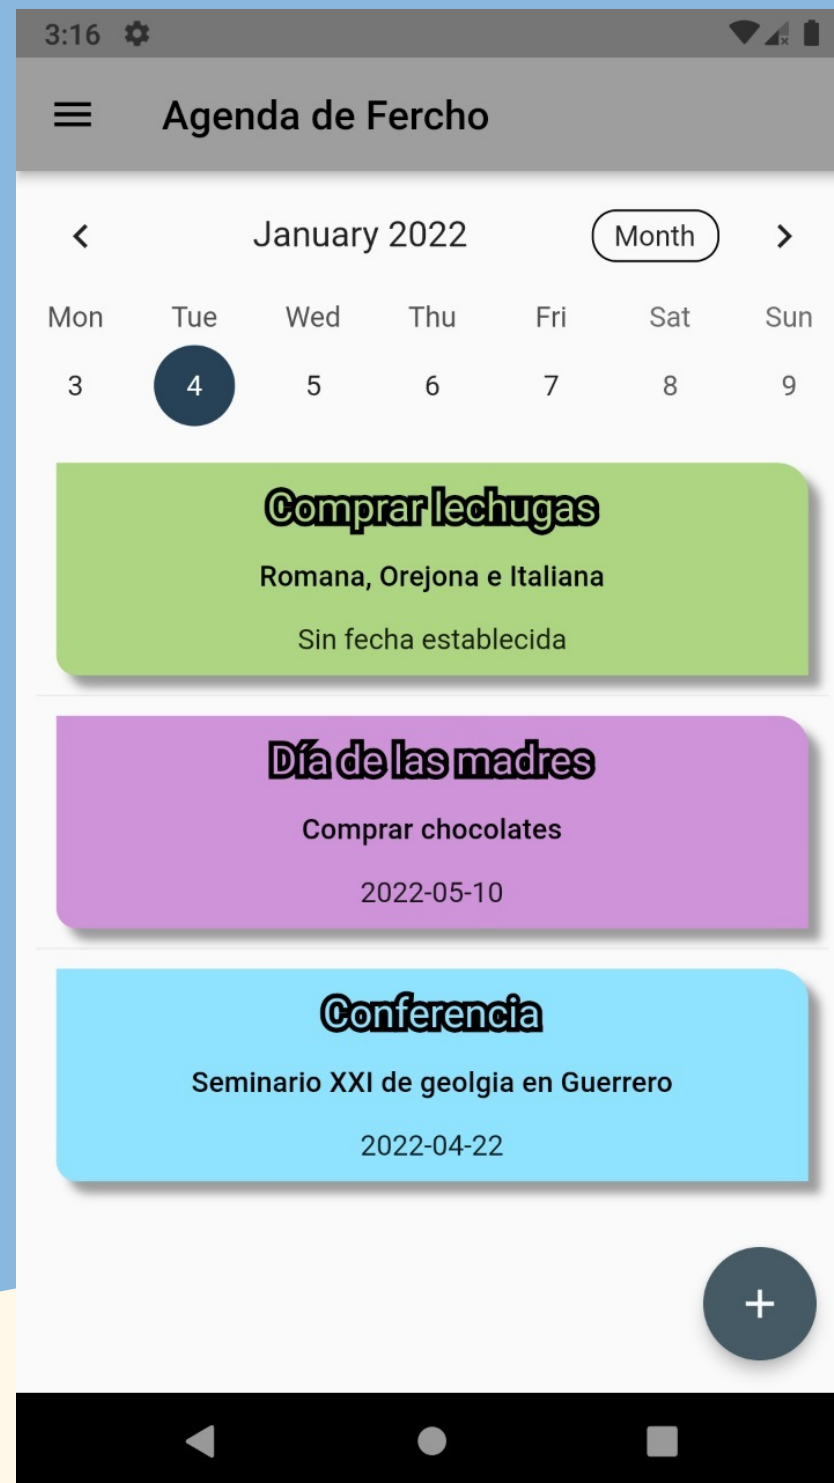 3:16
Agenda de Fercho
January 2022 Month
Mon Tue Wed Thu Fri Sat Sun
3 4 5 6 7 8 9
Comprar lechugas
Romana, Orejona e Italiana
Sin fecha establecida
Día de las madres
Comprar chocolates
2022-05-10
Conferencia
Seminario XXI de geolgia en Guerrero
2022-04-22